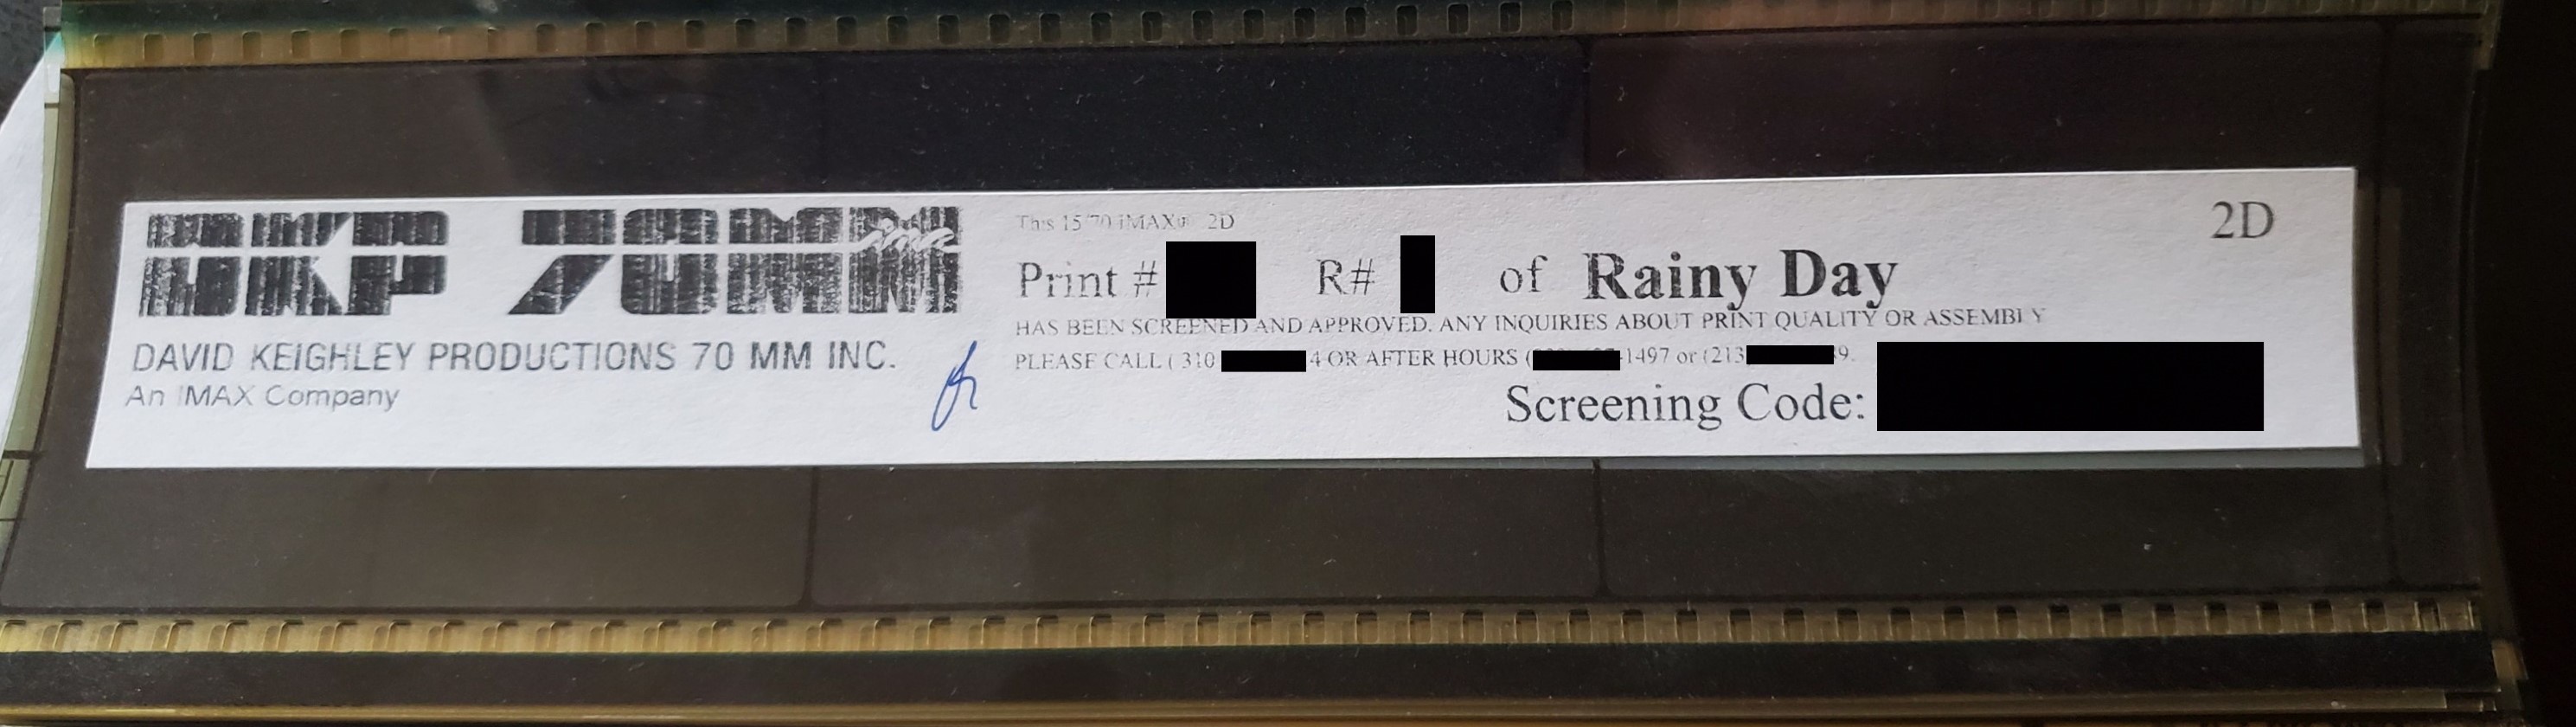 DKP 70MM inc
DAVID KEIGHLEY PRODUCTIONS 70 MM INC.
An IMAX Company
This 15/70 IMAX® 2D
2D
Print # R# of Rainy Day
HAS BEEN SCREENED AND APPROVED. ANY INQUIRIES ABOUT PRINT QUALITY OR ASSEMBLY
PLEASE CALL ( 310 4 OR AFTER HOURS ( -1497 or (213 9.
Screening Code: